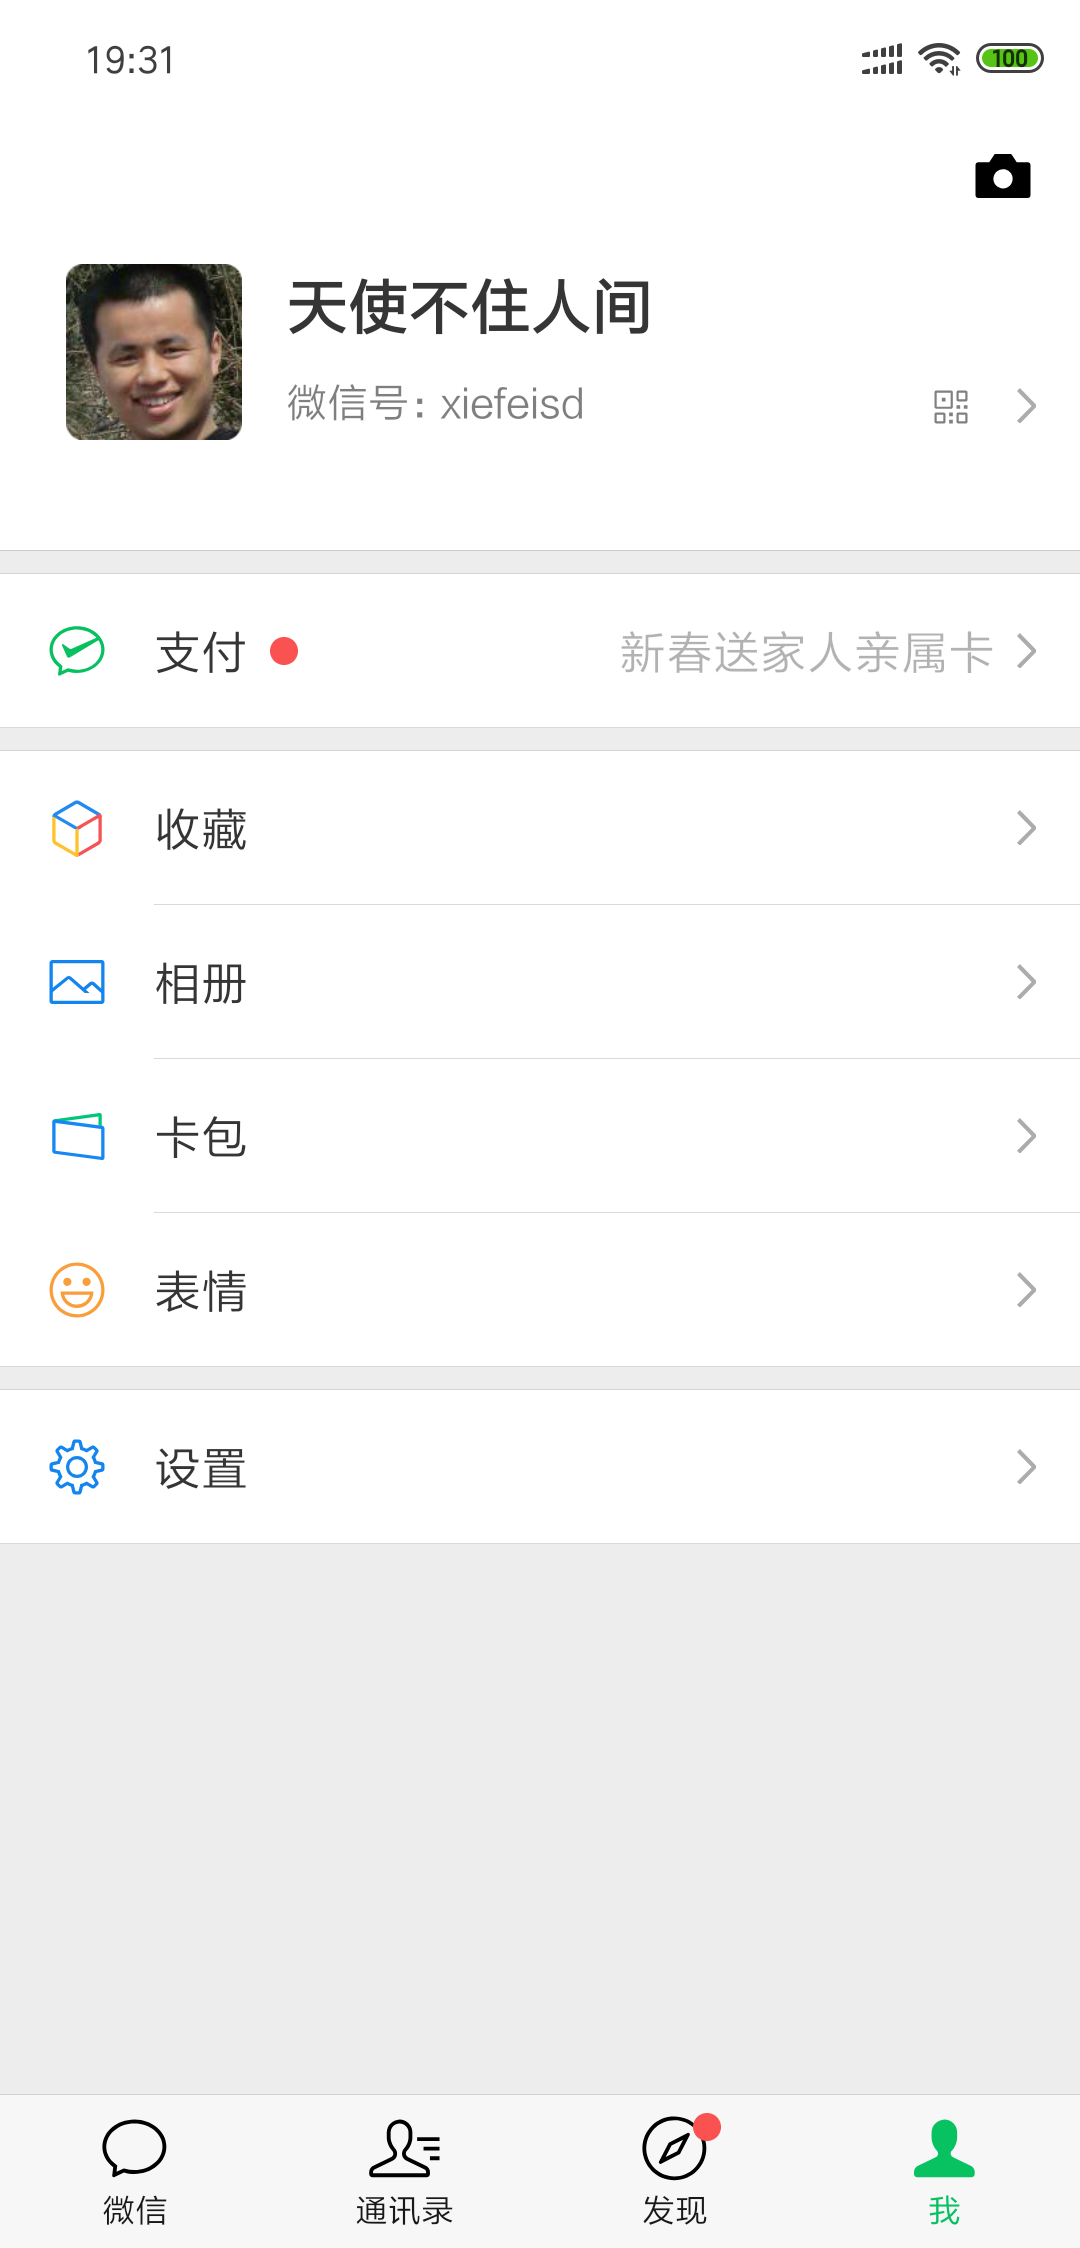 19:31
100
天使不住人间
微信号: xiefeisd
支付 新春送家人亲属卡
收藏
相册
卡包
表情
设置
微信 通讯录 发现 我